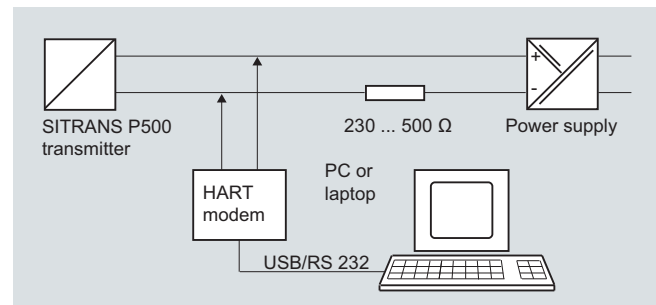 +
-
SITRANS P500
transmitter
230 ... 500 Ω
Power supply
HART
modem
PC or
laptop
USB/RS 232